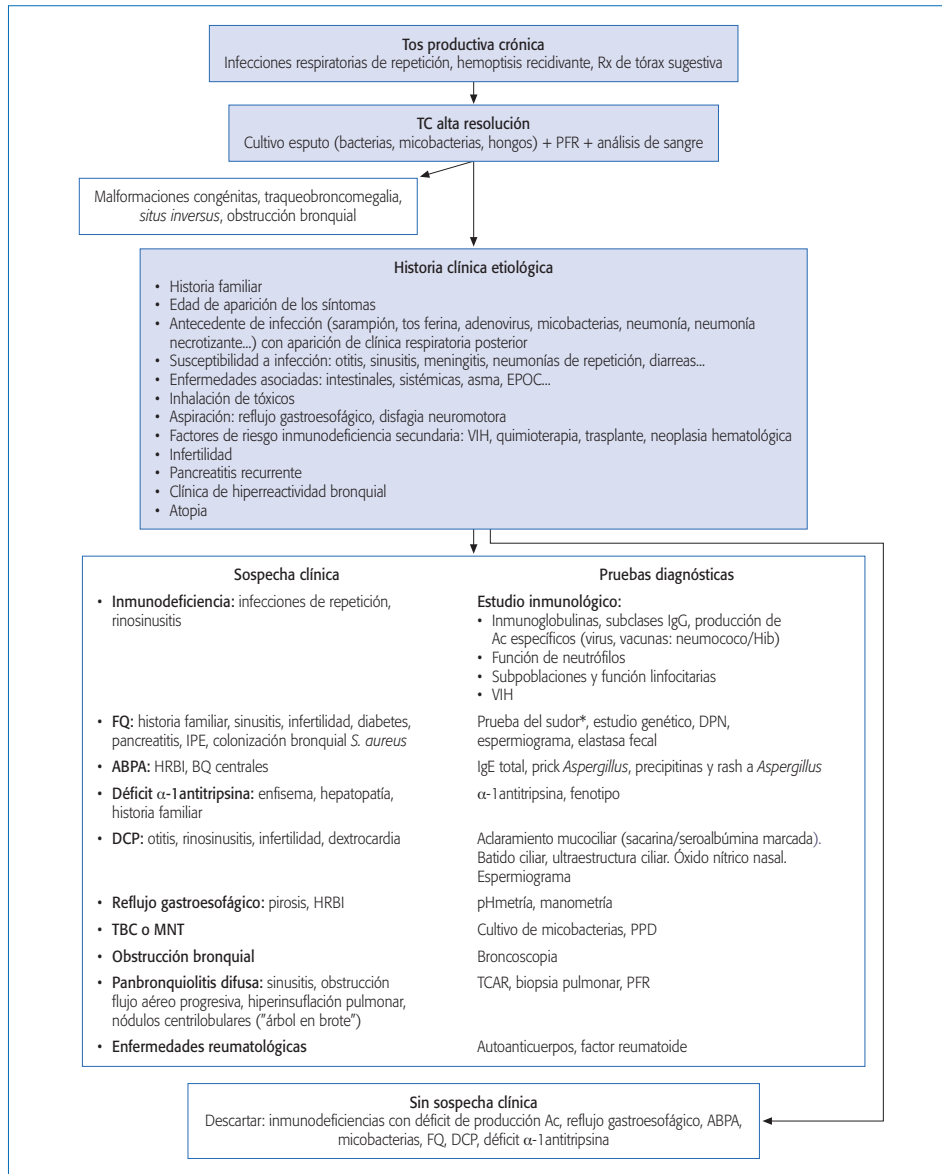 Tos productiva crónica
Infecciones respiratorias de repetición, hemoptisis recidivante, Rx de tórax sugestiva
TC alta resolución
Cultivo esputo (bacterias, micobacterias, hongos) + PFR + análisis de sangre
Malformaciones congénitas, traqueobroncomegalia,
situs inversus, obstrucción bronquial
Historia clínica etiológica
• Historia familiar
• Edad de aparición de los síntomas
• Antecedente de infección (sarampión, tos ferina, adenovirus, micobacterias, neumonía, neumonía
necrotizante...) con aparición de clínica respiratoria posterior
• Susceptibilidad a infección: otitis, sinusitis, meningitis, neumonías de repetición, diarreas...
• Enfermedades asociadas: intestinales, sistémicas, asma, EPOC...
• Inhalación de tóxicos
• Aspiración: reflujo gastroesofágico, disfagia neuromotora
• Factores de riesgo inmunodeficiencia secundaria: VIH, quimioterapia, trasplante, neoplasia hematológica
• Infertilidad
• Pancreatitis recurrente
• Clínica de hiperreactividad bronquial
• Atopia
Sospecha clínica
• Inmunodeficiencia: infecciones de repetición,
rinosinusitis
• FQ: historia familiar, sinusitis, infertilidad, diabetes,
pancreatitis, IPE, colonización bronquial S. aureus
• ABPA: HRBI, BQ centrales
• Déficit α-1antitripsina: enfisema, hepatopatía,
historia familiar
• DCP: otitis, rinosinusitis, infertilidad, dextrocardia
• Reflujo gastroesofágico: pirosis, HRBI
• TBC o MNT
• Obstrucción bronquial
• Panbronquiolitis difusa: sinusitis, obstrucción
flujo aéreo progresiva, hiperinsuflación pulmonar,
nódulos centrilobulares ("árbol en brote")
• Enfermedades reumatológicas
Pruebas diagnósticas
Estudio inmunológico:
• Inmunoglobulinas, subclases IgG, producción de
Ac específicos (virus, vacunas: neumococo/Hib)
• Función de neutrófilos
• Subpoblaciones y función linfocitarias
• VIH
Prueba del sudor*, estudio genético, DPN,
espermiograma, elastasa fecal
IgE total, prick Aspergillus, precipitinas y rash a Aspergillus
α-1antitripsina, fenotipo
Aclaramiento mucociliar (sacarina/seroalbúmina marcada).
Batido ciliar, ultraestructura ciliar. Óxido nítrico nasal.
Espermiograma
pHmetría, manometría
Cultivo de micobacterias, PPD
Broncoscopia
TCAR, biopsia pulmonar, PFR
Autoanticuerpos, factor reumatoide
Sin sospecha clínica
Descartar: inmunodeficiencias con déficit de producción Ac, reflujo gastroesofágico, ABPA,
micobacterias, FQ, DCP, déficit α-1antitripsina